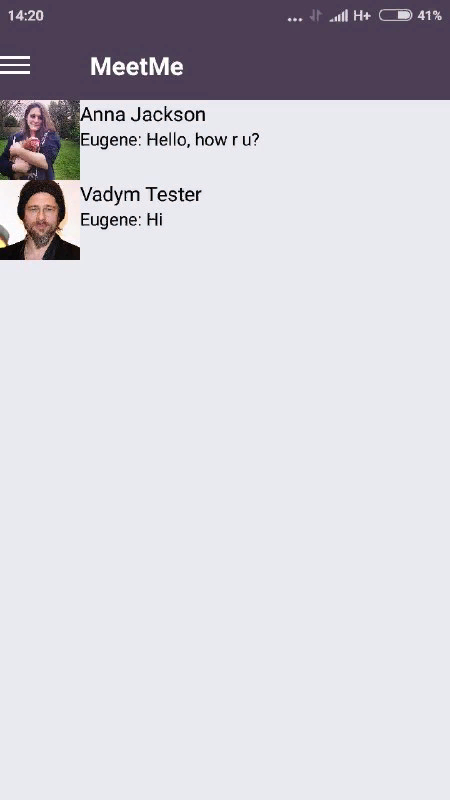 14:20 ... H+ 41%
MeetMe
Anna Jackson
Eugene: Hello, how r u?
Vadym Tester
Eugene: Hi